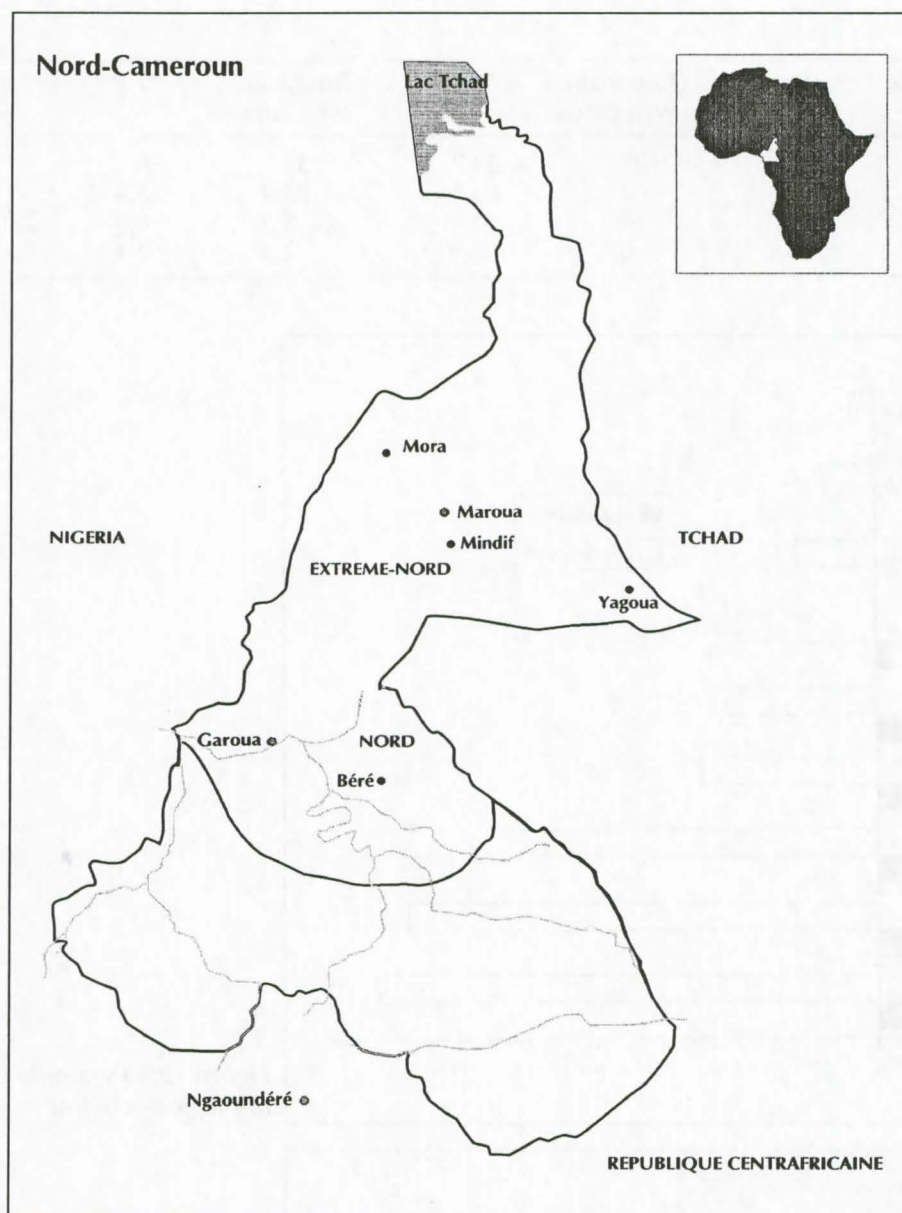 Nord-Cameroun
Lac Tchad
Mora
Maroua
NIGERIA
Mindif
TCHAD
EXTREME-NORD
Yagoua
Garoua
NORD
Béré
Ngaoundéré
REPUBLIQUE CENTRAFRICAINE